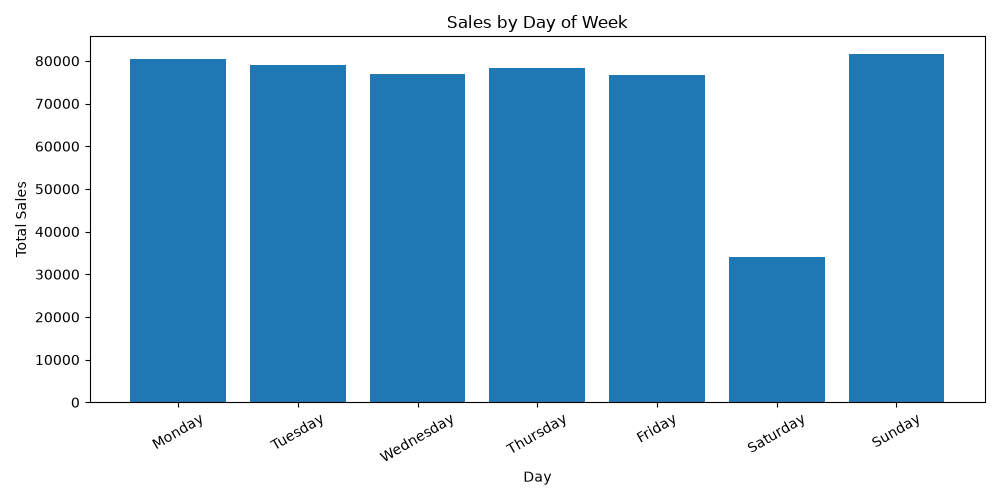 Sales by Day of Week
Total Sales
80000
70000
60000
50000
40000
30000
20000
10000
0
Monday
Tuesday
Wednesday
Thursday
Friday
Saturday
Sunday
Day